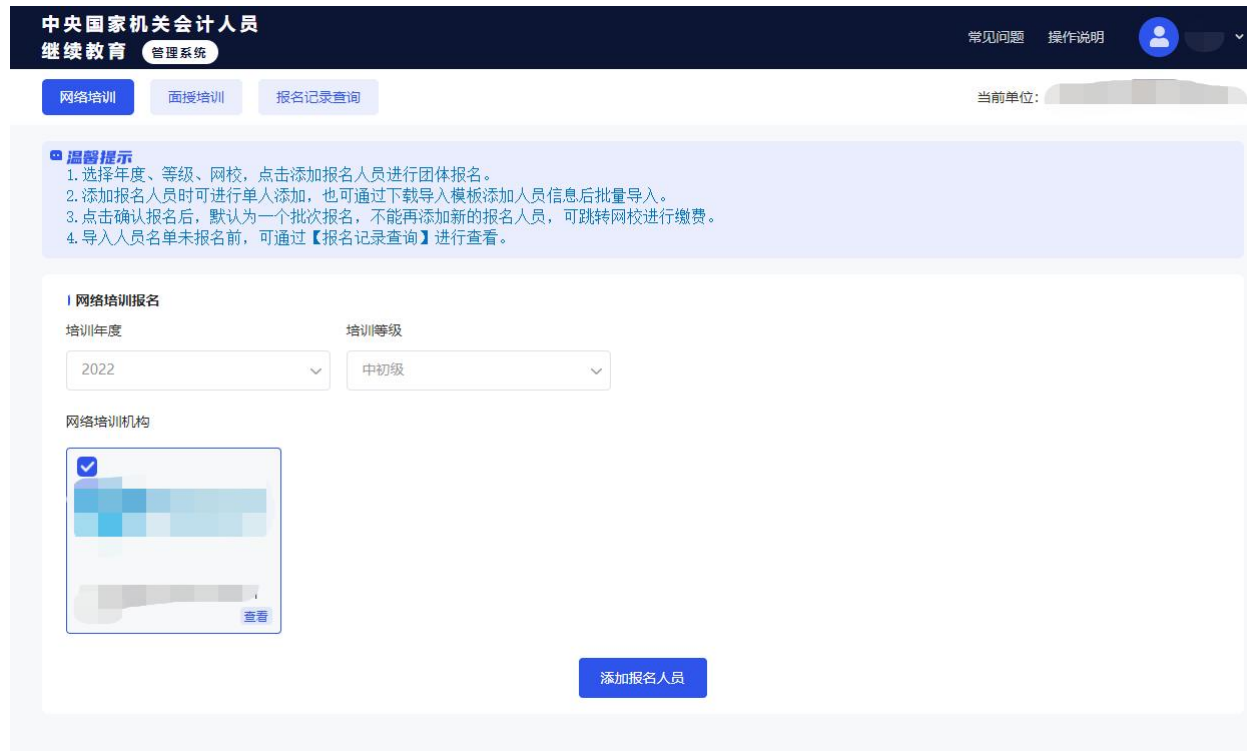 中央国家机关会计人员
继续教育 管理系统
常见问题 操作说明
网络培训 面授培训 报名记录查询
当前单位：
温馨提示
1.选择年度、等级、网校，点击添加报名人员进行团体报名。
2.添加报名人员时可进行单人添加，也可通过下载导入模板添加人员信息后批量导入。
3.点击确认报名后，默认为一个批次报名，不能再添加新的报名人员，可跳转网校进行缴费。
4.导入人员名单未报名前，可通过【报名记录查询】进行查看。
网络培训报名
培训年度 培训等级
2022 中初级
网络培训机构
查看
添加报名人员